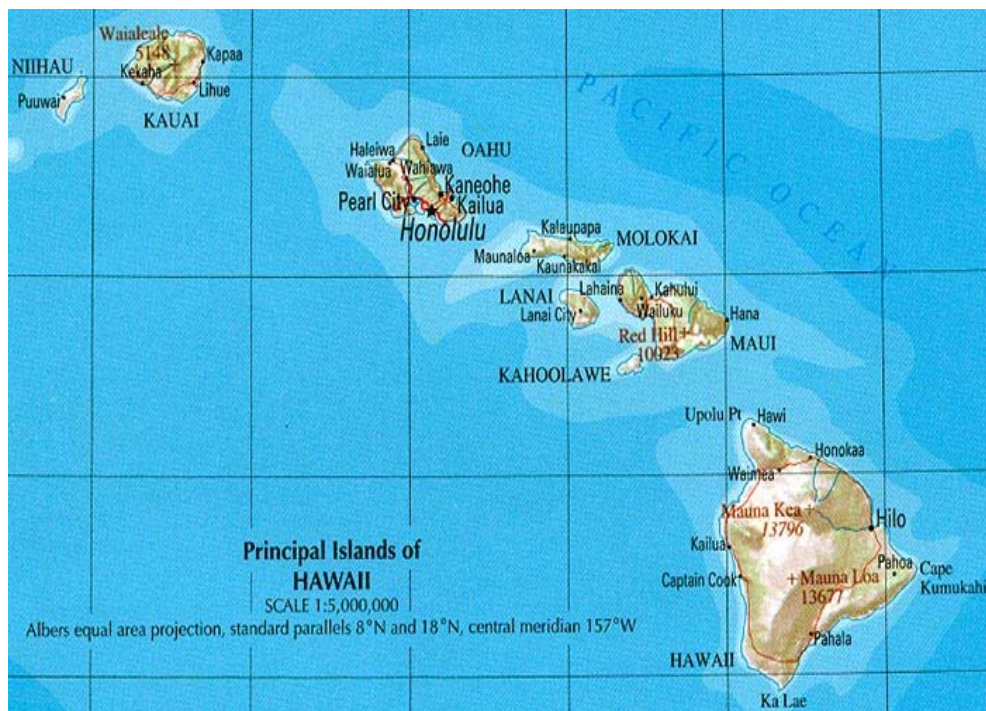 Waialeale
5148
Kapaa
NIIHAU
Kekaha
Lihue
Puuwai
KAUAI
Laie
OAHU
Haleiwa
Waialua
Wahiawa
Kaneohe
Pearl City
Kailua
Honolulu
PACIFIC OCEAN
Kalaupapa
MOLOKAI
Maunaloa
Kaunakakai
LANAI
Lahaina
Kahului
Lanai City
Wailuku
Hana
Red Hill
10023
MAUI
KAHOOLAWE
Upolu Pt
Hawi
Honokaa
Waimea
Mauna Kea
13796
Hilo
Kailua
Pahoa
Cape
Kumukahi
Captain Cook
Mauna Loa
13677
Pahala
HAWAII
Ka Lae
Principal Islands of
HAWAII
SCALE 1:5,000,000
Albers equal area projection, standard parallels 8°N and 18°N, central meridian 157°W